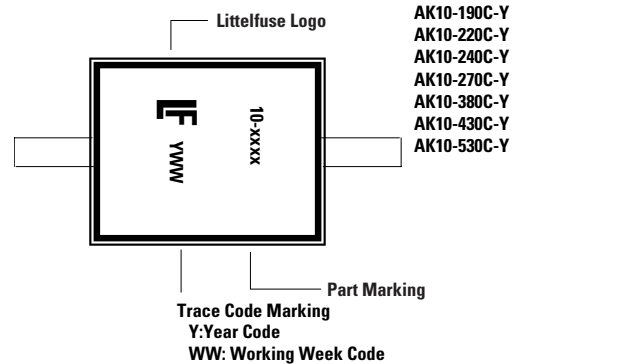 Littelfuse Logo
AK10-190C-Y
AK10-220C-Y
AK10-240C-Y
AK10-270C-Y
AK10-380C-Y
AK10-430C-Y
AK10-530C-Y
LF
YWW
10-xxxx
Part Marking
Trace Code Marking
Y:Year Code
WW: Working Week Code